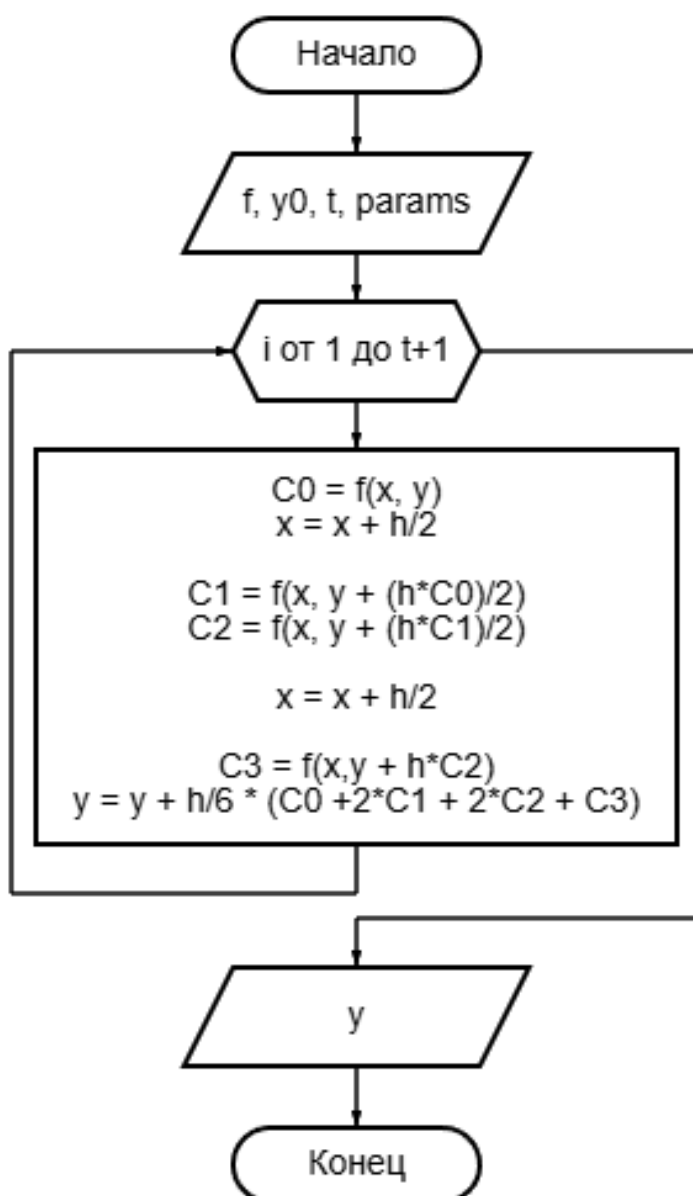 Начало
f, y0, t, params
i от 1 до t+1
C0 = f(x, y)
x = x + h/2
C1 = f(x, y + (h*C0)/2)
C2 = f(x, y + (h*C1)/2)
x = x + h/2
C3 = f(x,y + h*C2)
y = y + h/6 * (C0 +2*C1 + 2*C2 + C3)
y
Конец